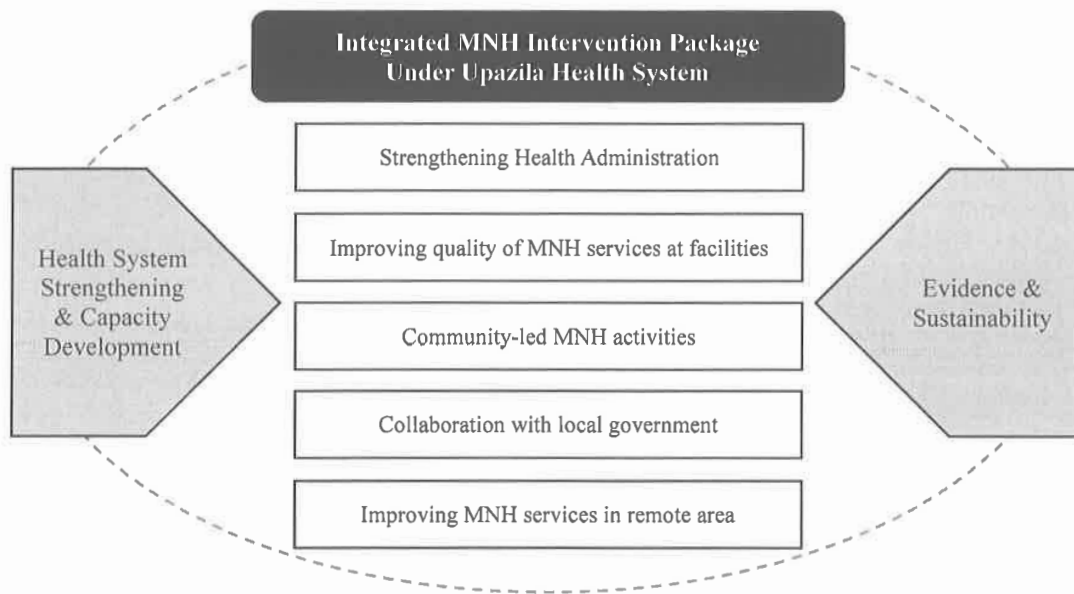 Integrated MNH Intervention Package
Under Upazila Health System
Strengthening Health Administration
Improving quality of MNH services at facilities
Community-led MNH activities
Collaboration with local government
Improving MNH services in remote area
Health System
Strengthening
& Capacity
Development
Evidence &
Sustainability